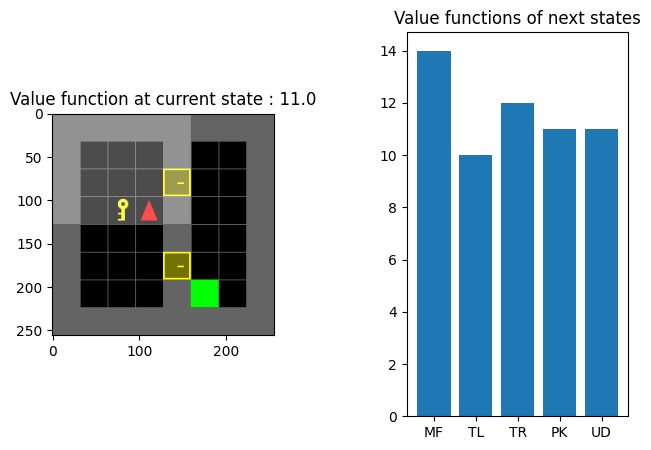 Value function at current state : 11.0
0
50
100
150
200
250
0
100
200
Value functions of next states
14
12
10
8
6
4
2
0
MF
TL
TR
PK
UD